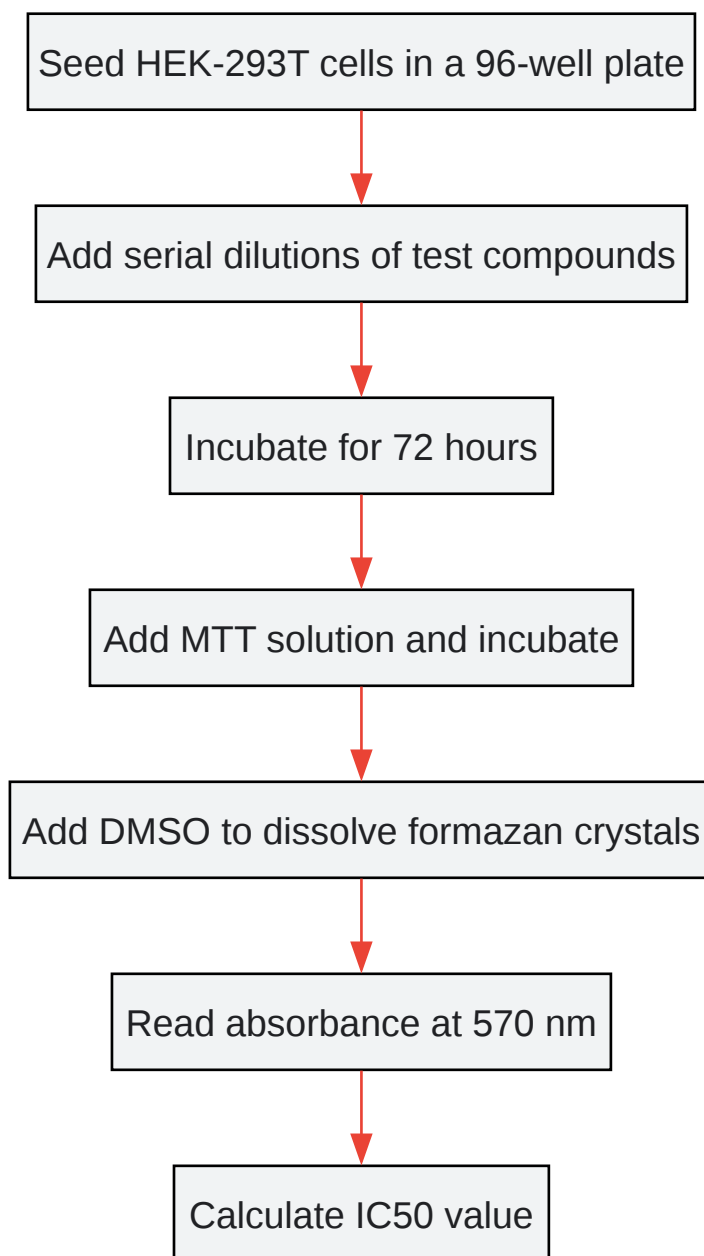 Seed HEK-293T cells in a 96-well plate
Add serial dilutions of test compounds
Incubate for 72 hours
Add MTT solution and incubate
Add DMSO to dissolve formazan crystals
Read absorbance at 570 nm
Calculate IC50 value